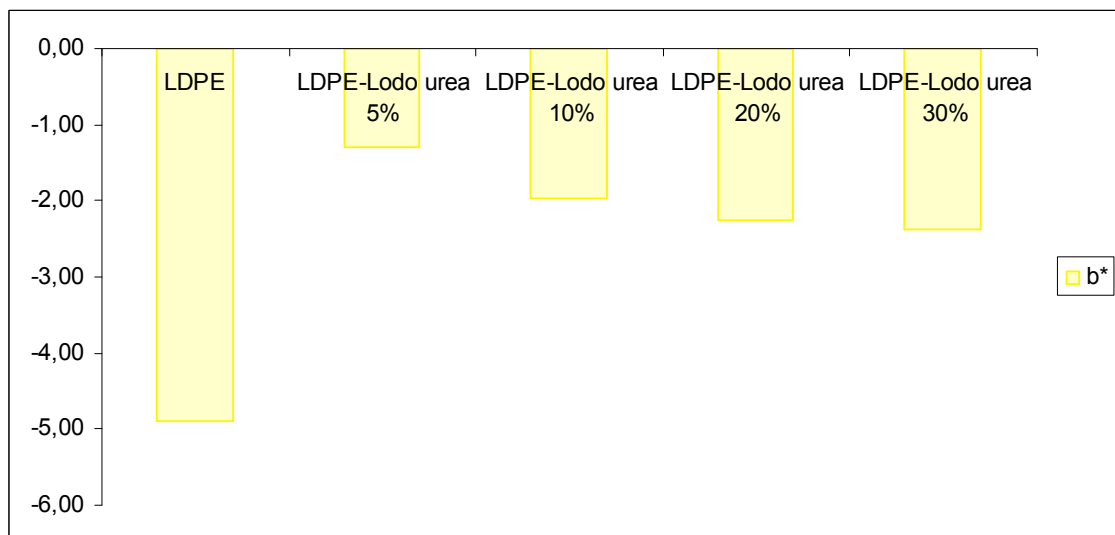 0,00
-1,00
-2,00
-3,00
-4,00
-5,00
-6,00
LDPE
LDPE-Lodo urea
5%
LDPE-Lodo urea
10%
LDPE-Lodo urea
20%
LDPE-Lodo urea
30%
b*